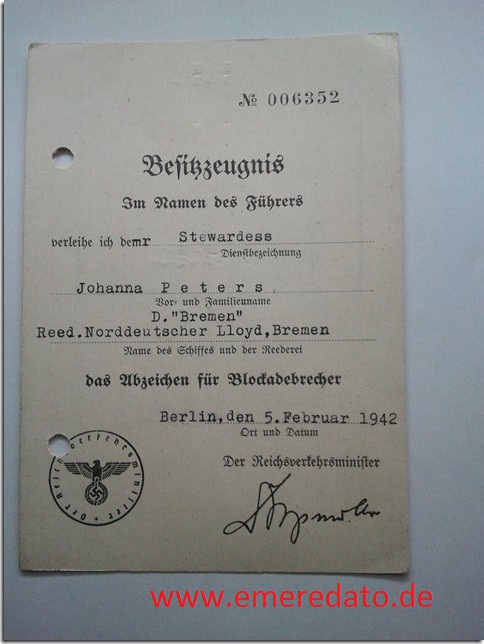 № 006352
Besitzzeugnis
Im Namen des Führers
verleihe ich demr Stewardess
Dienstbezeichnung
Johanna P e t e r s
Vor- und Familienname
D."Bremen"
Reed.Norddeutscher Lloyd,Bremen
Name des Schiffes und der Reederei
das Abzeichen für Blockadebrecher
Berlin,den 5.Februar 1942
Ort und Datum
Der Reichsverkehrsminister
Der Reichsverkehrsminister
www.emeredato.de